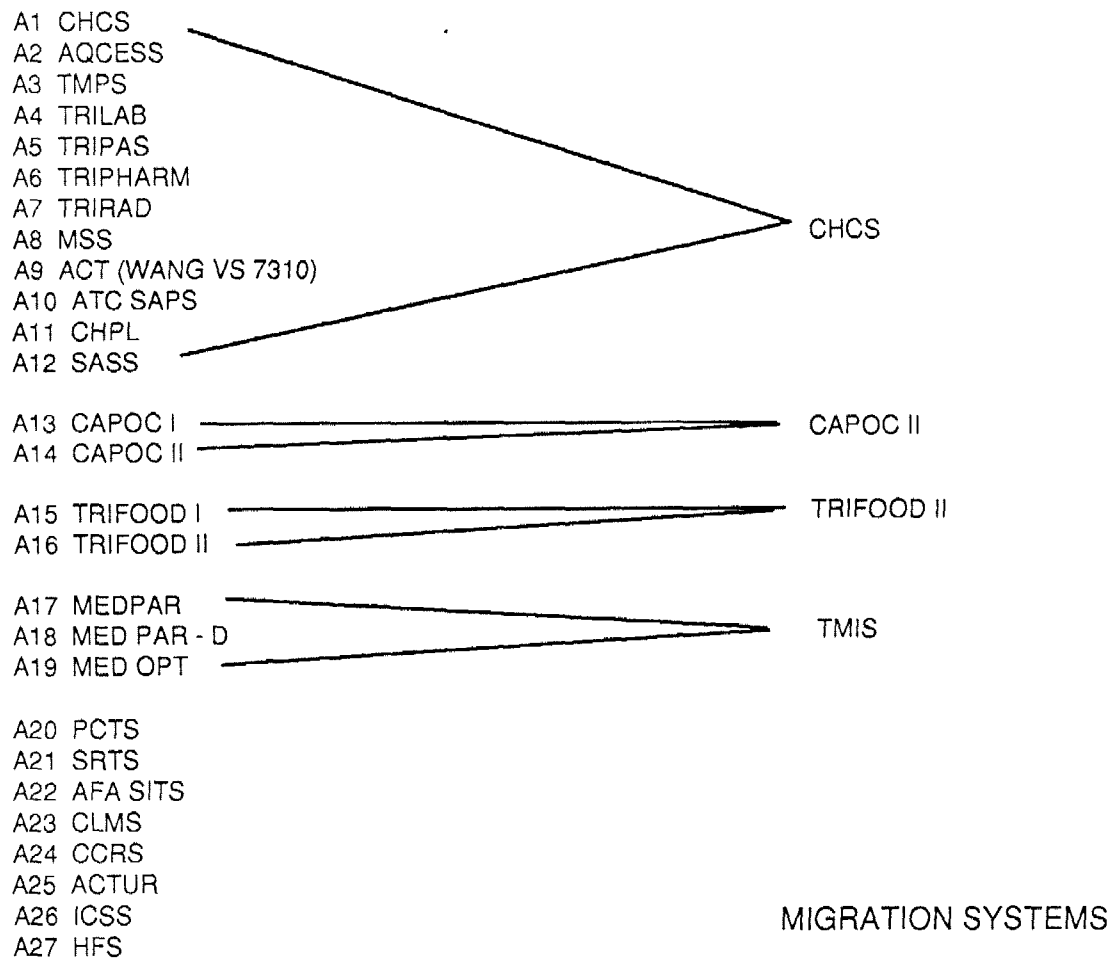 A1 CHCS
A2 AQCESS
A3 TMPS
A4 TRILAB
A5 TRIPAS
A6 TRIPHARM
A7 TRIRAD
A8 MSS
A9 ACT (WANG VS 7310)
A10 ATC SAPS
A11 CHPL
A12 SASS
CHCS
A13 CAPOC I
A14 CAPOC II
CAPOC II
A15 TRIFOOD I
A16 TRIFOOD II
TRIFOOD II
A17 MEDPAR
A18 MED PAR - D
A19 MED OPT
TMIS
A20 PCTS
A21 SRTS
A22 AFA SITS
A23 CLMS
A24 CCRS
A25 ACTUR
A26 ICSS
A27 HFS
MIGRATION SYSTEMS